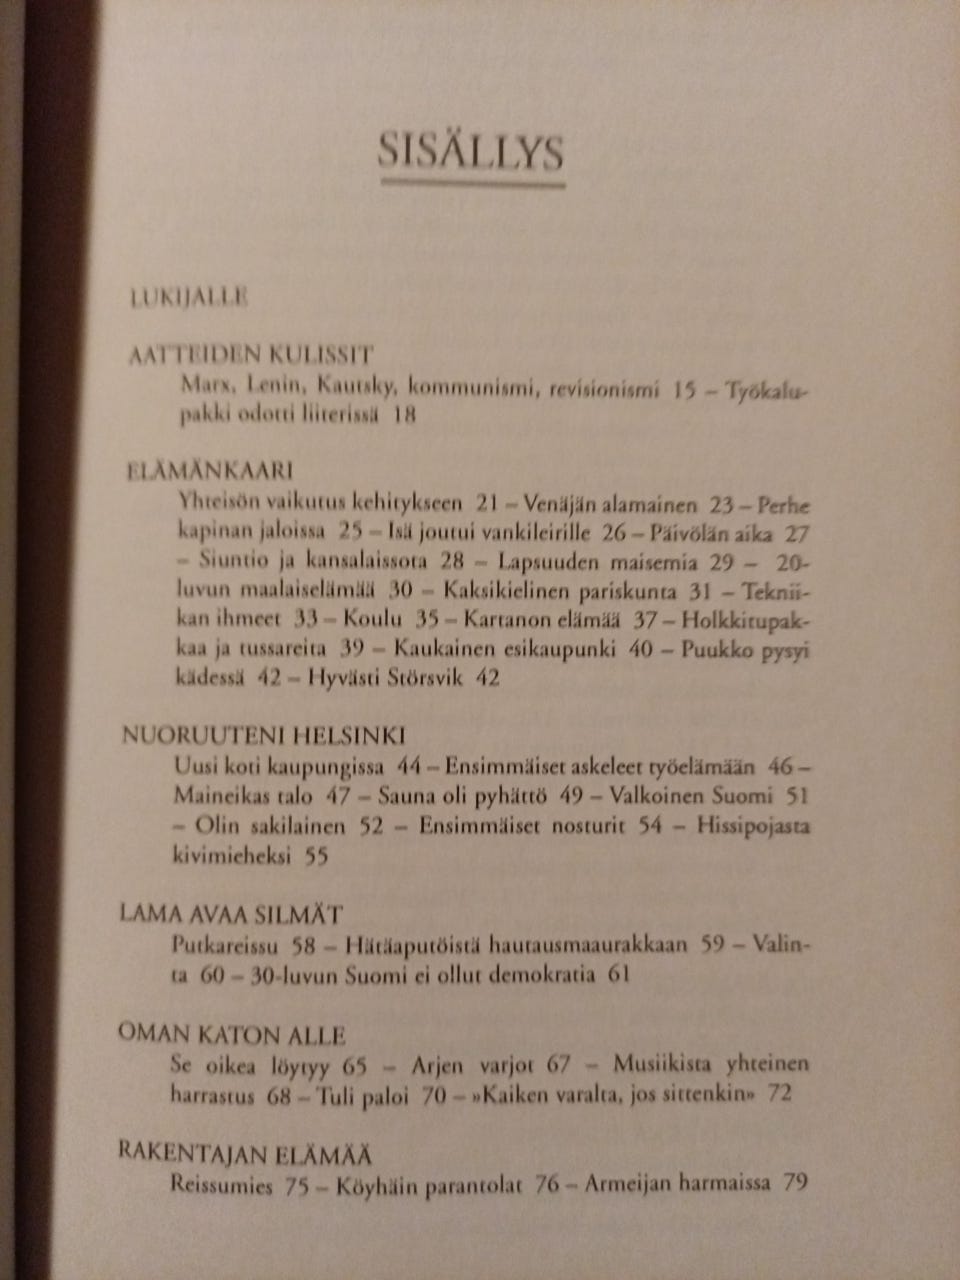 SISÄLLYS
LUKIJALLE
AATTEIDEN KULISSIT
Marx, Lenin, Kautsky, kommunismi, revisionismi 15 – Työkalu-
pakki odotti liiterissä 18
ELÄMÄNKAARI
Yhteisön vaikutus kehitykseen 21 – Venäjän alamainen 23 – Perhe
kapinan jaloissa 25 – Isä joutui vankileirille 26 – Päivölän aika 27
– Siuntio ja kansalaissota 28 – Lapsuuden maisemia 29 – 20-
luvun maalaiselämää 30 – Kaksikielinen pariskunta 31 – Teknii-
kan ihmeet 33 – Koulu 35 – Kartanon elämää 37 – Holkkitupak-
kaa ja tussareita 39 – Kaukainen esikaupunki 40 – Puukko pysyi
kädessä 42 – Hyvästi Störsvik 42
NUORUUTENI HELSINKI
Uusi koti kaupungissa 44 – Ensimmäiset askeleet työelämään 46 –
Maineikas talo 47 – Sauna oli pyhättö 49 – Valkoinen Suomi 51
– Olin sakilainen 52 – Ensimmäiset nosturit 54 – Hissipojasta
kivimieheksi 55
LAMA AVAA SILMÄT
Putkareissu 58 – Hätäaputöistä hautausmaaurakkaan 59 – Valin-
ta 60 – 30-luvun Suomi ei ollut demokratia 61
OMAN KATON ALLE
Se oikea löytyy 65 – Arjen varjot 67 – Musiikista yhteinen
harrastus 68 – Tuli paloi 70 – »Kaiken varalta, jos sittenkin» 72
RAKENTAJAN ELÄMÄÄ
Reissumies 75 – Köyhäin parantolat 76 – Armeijan harmaissa 79